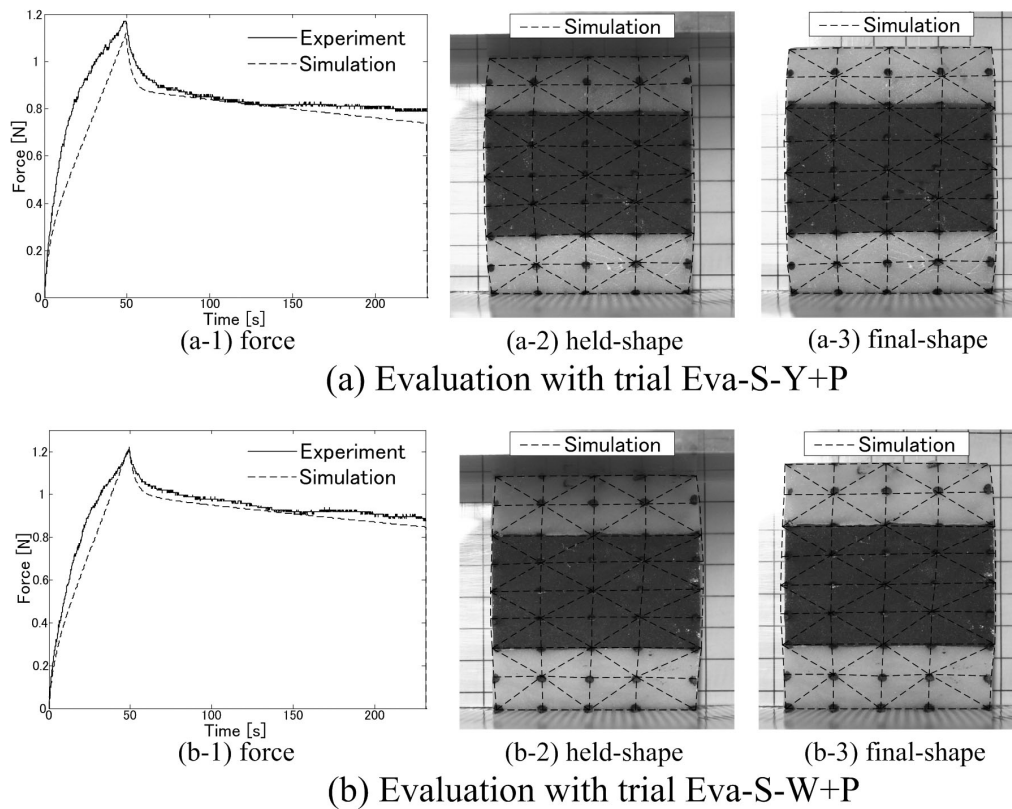 Experiment
Simulation
Force [N]
1.2
1
0.8
0.6
0.4
0.2
0
0 50 100 150 200
Time [s]
(a-1) force
Simulation
(a-2) held-shape
Simulation
(a-3) final-shape
(a) Evaluation with trial Eva-S-Y+P
Experiment
Simulation
Force [N]
1.2
1
0.8
0.6
0.4
0.2
0
0 50 100 150 200
Time [s]
(b-1) force
Simulation
(b-2) held-shape
Simulation
(b-3) final-shape
(b) Evaluation with trial Eva-S-W+P